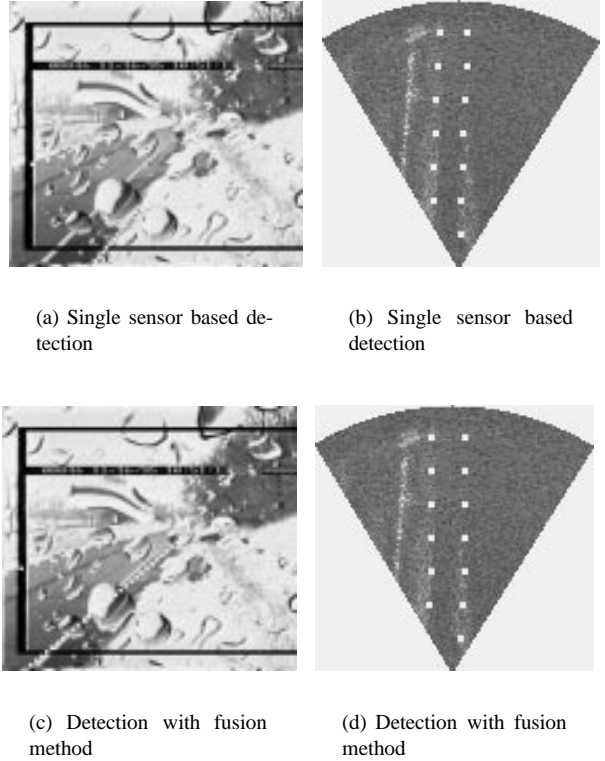 (a) Single sensor based de-
tection
(b) Single sensor based
detection
(c) Detection with fusion
method
(d) Detection with fusion
method